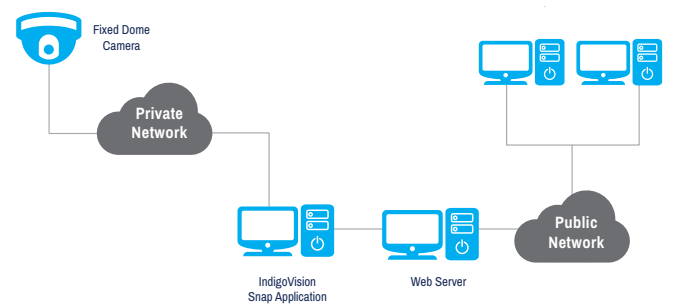 Fixed Dome
Camera
Private
Network
Public
Network
IndigoVision
Snap Application
Web Server